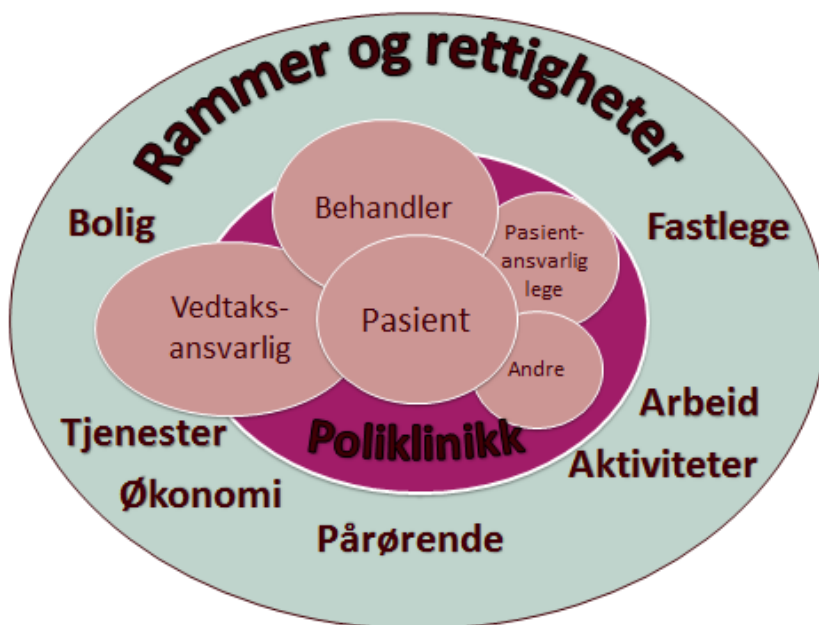 Rammer og rettigheter
Bolig
Behandler
Fastlege
Pasient-
ansvarlig
lege
Vedtaks-
ansvarlig
Pasient
Andre
Arbeid
Tjenester
Poliklinikk
Aktiviteter
Økonomi
Pårørende